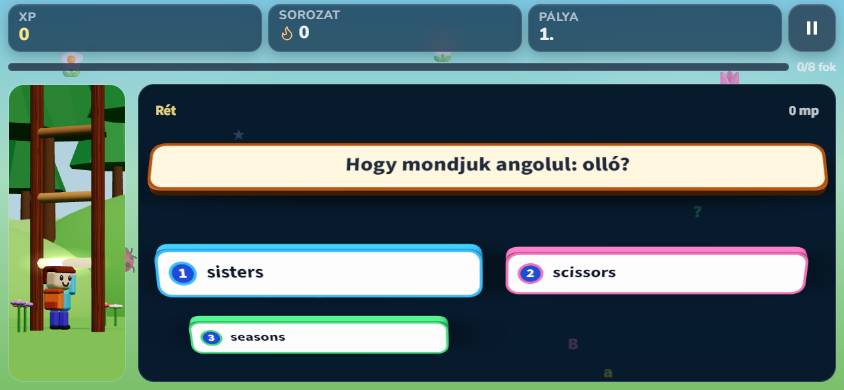 XP
0
SOROZAT
0
PÁLYA
1.
0/8 fok
Rét
0 mp
Hogy mondjuk angolul: olló?
?
1 sisters
2 scissors
3 seasons
B
a